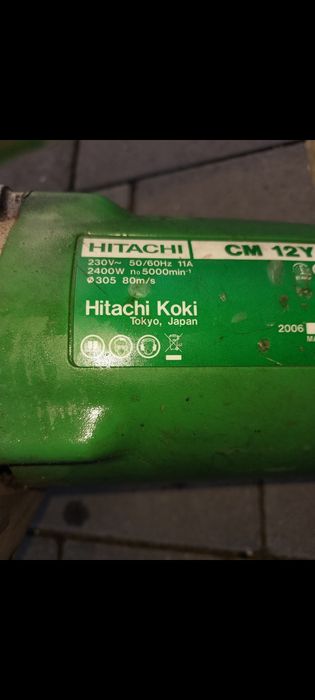 HITACHI CM 12Y
230V~ 50/60Hz 11A
2400W n₀5000min⁻¹
Ø305 80m/s
Hitachi Koki
Tokyo, Japan
2006